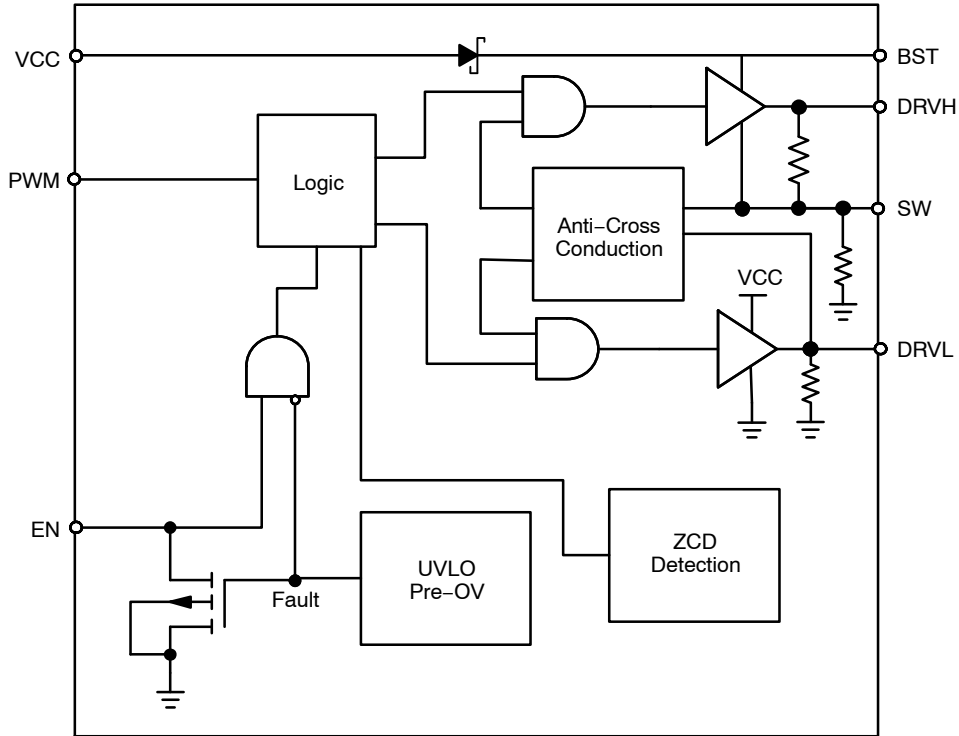 VCC
BST
DRVH
PWM
Logic
SW
Anti−Cross
Conduction
VCC
DRVL
EN
ZCD
Detection
UVLO
Pre−OV
Fault